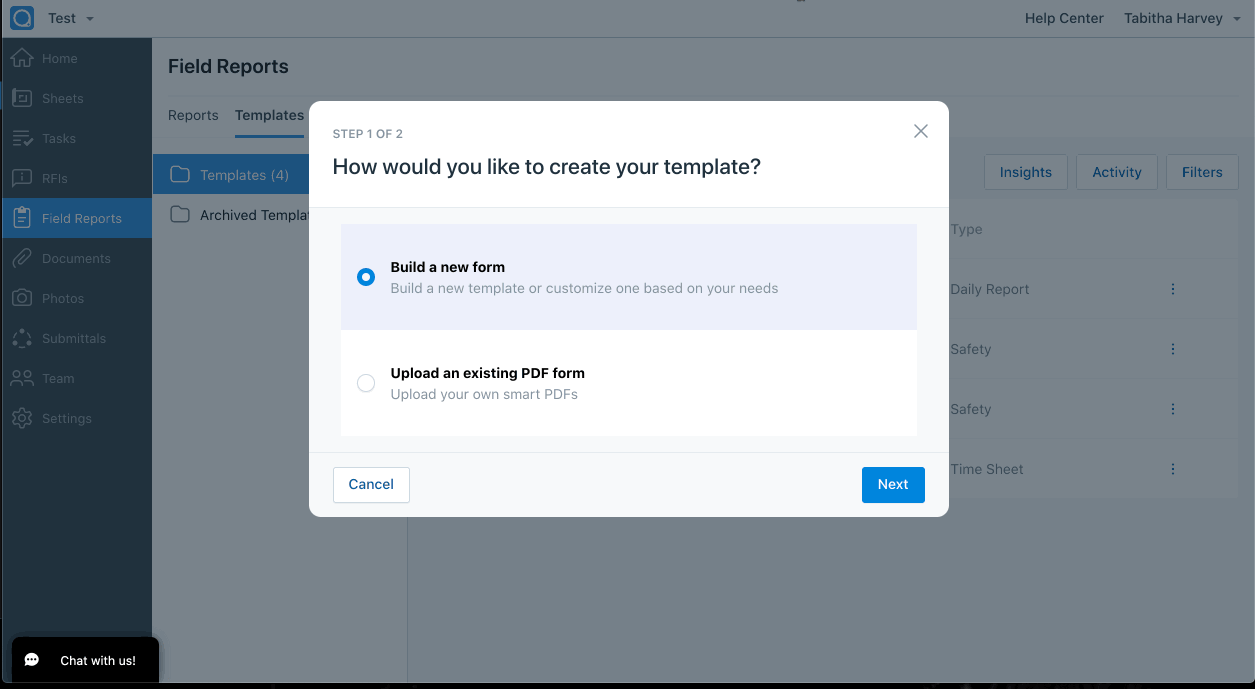 Test
Help Center
Tabitha Harvey
Home
Sheets
Tasks
RFIs
Field Reports
Documents
Photos
Submittals
Team
Settings
Chat with us!
Field Reports
Reports
Templates
Templates (4)
Archived Templat
Insights
Activity
Filters
Type
Daily Report
Safety
Safety
Time Sheet
STEP 1 OF 2
How would you like to create your template?
Build a new form
Build a new template or customize one based on your needs
Upload an existing PDF form
Upload your own smart PDFs
Cancel
Next